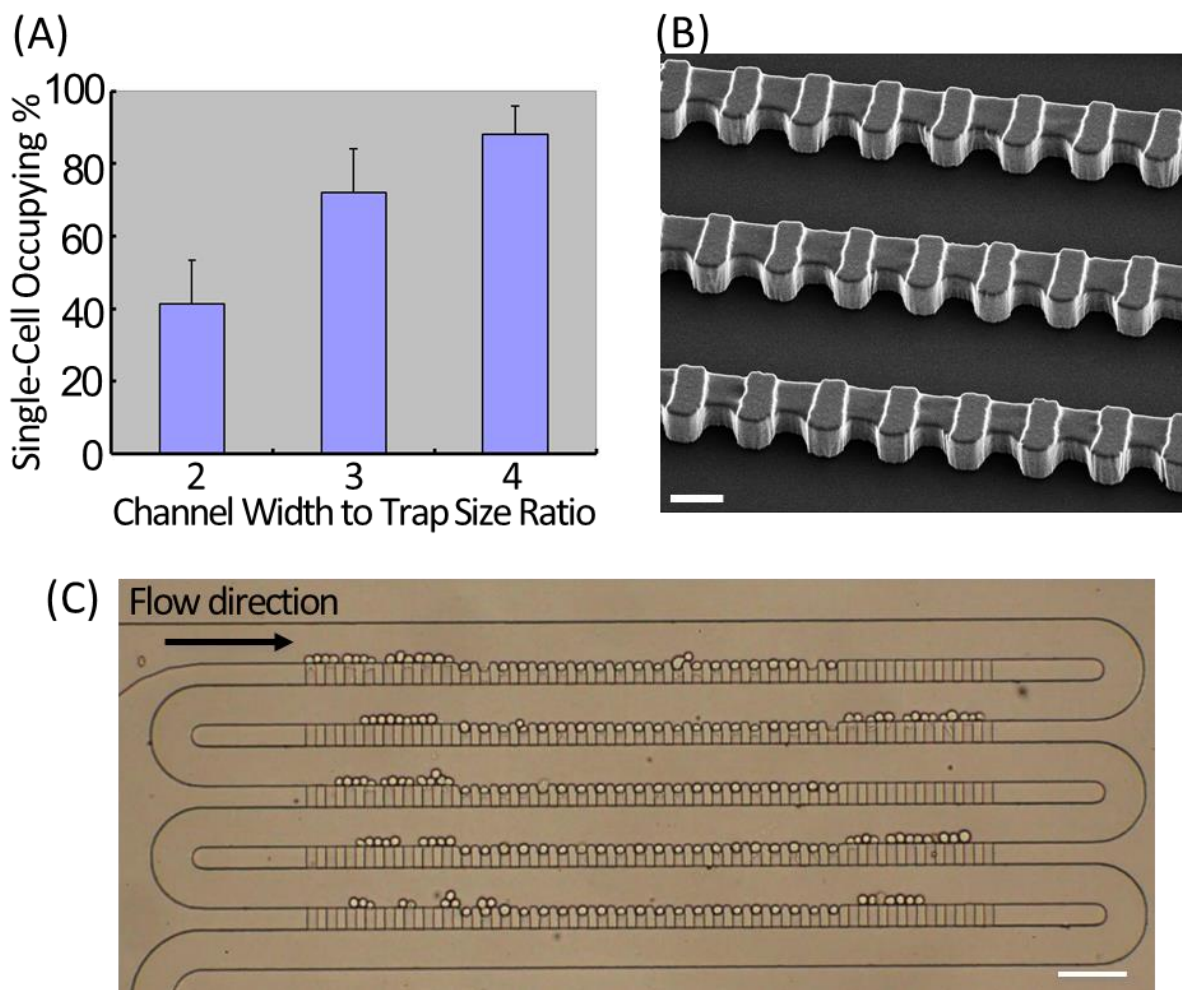 (A)
Single-Cell Occupying %
100
80
60
40
20
0
2 3 4
Channel Width to Trap Size Ratio
(B)
(C)
Flow direction